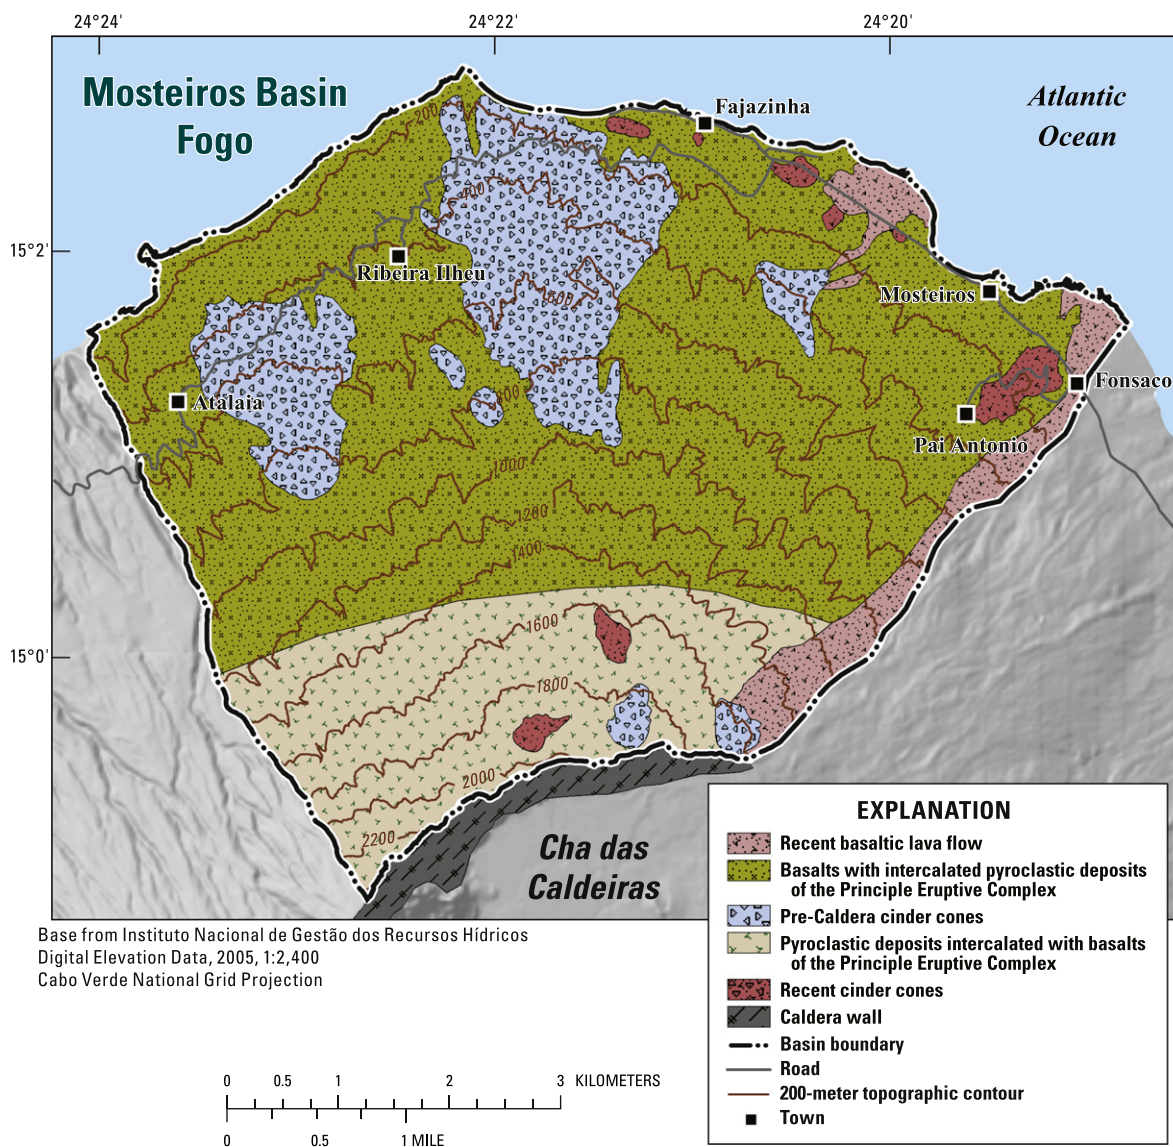 24°24'
24°22'
24°20'
Mosteiros Basin
Fogo
Atlantic
Ocean
Fajazinha
200
400
15°2'
Ribeira Ilheu
600
Mosteiros
Fonsaco
800
Atalaia
Pai Antonio
1000
1200
1400
1600
15°0'
1800
2000
2200
Cha das
Caldeiras
EXPLANATION
Recent basaltic lava flow
Basalts with intercalated pyroclastic deposits
of the Principle Eruptive Complex
Pre-Caldera cinder cones
Pyroclastic deposits intercalated with basalts
of the Principle Eruptive Complex
Recent cinder cones
Caldera wall
Basin boundary
Road
200-meter topographic contour
Town
Base from Instituto Nacional de Gestão dos Recursos Hídricos
Digital Elevation Data, 2005, 1:2,400
Cabo Verde National Grid Projection
0 0.5 1 2 3 KILOMETERS
0 0.5 1 MILE